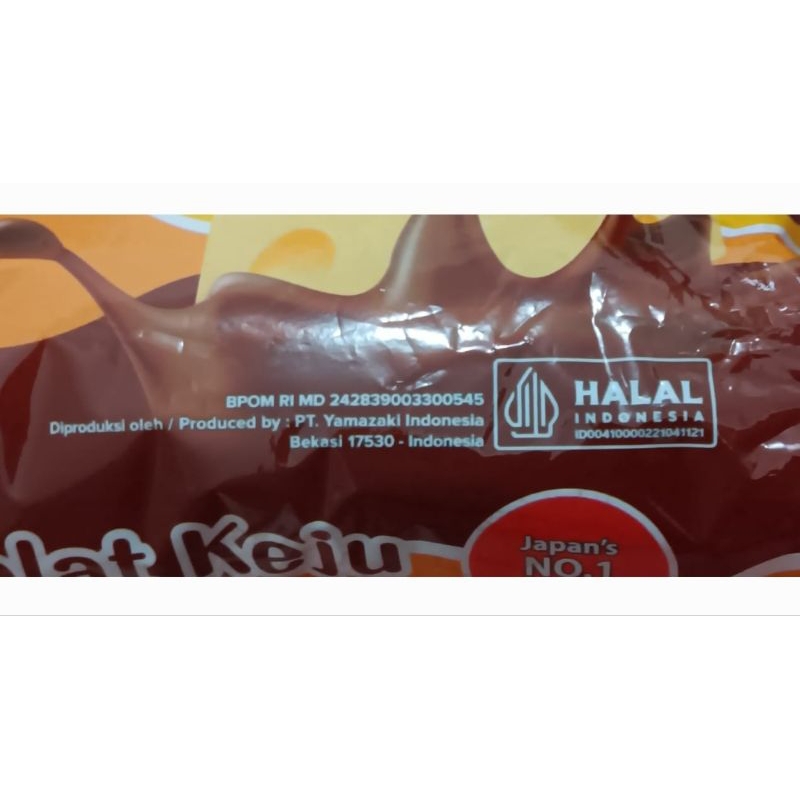 BPOM RI MD 242839003300545
Diproduksi oleh / Produced by : PT. Yamazaki Indonesia
Bekasi 17530 - Indonesia
HALAL
INDONESIA
ID00410000221041121
Keju
Japan's
NO.1